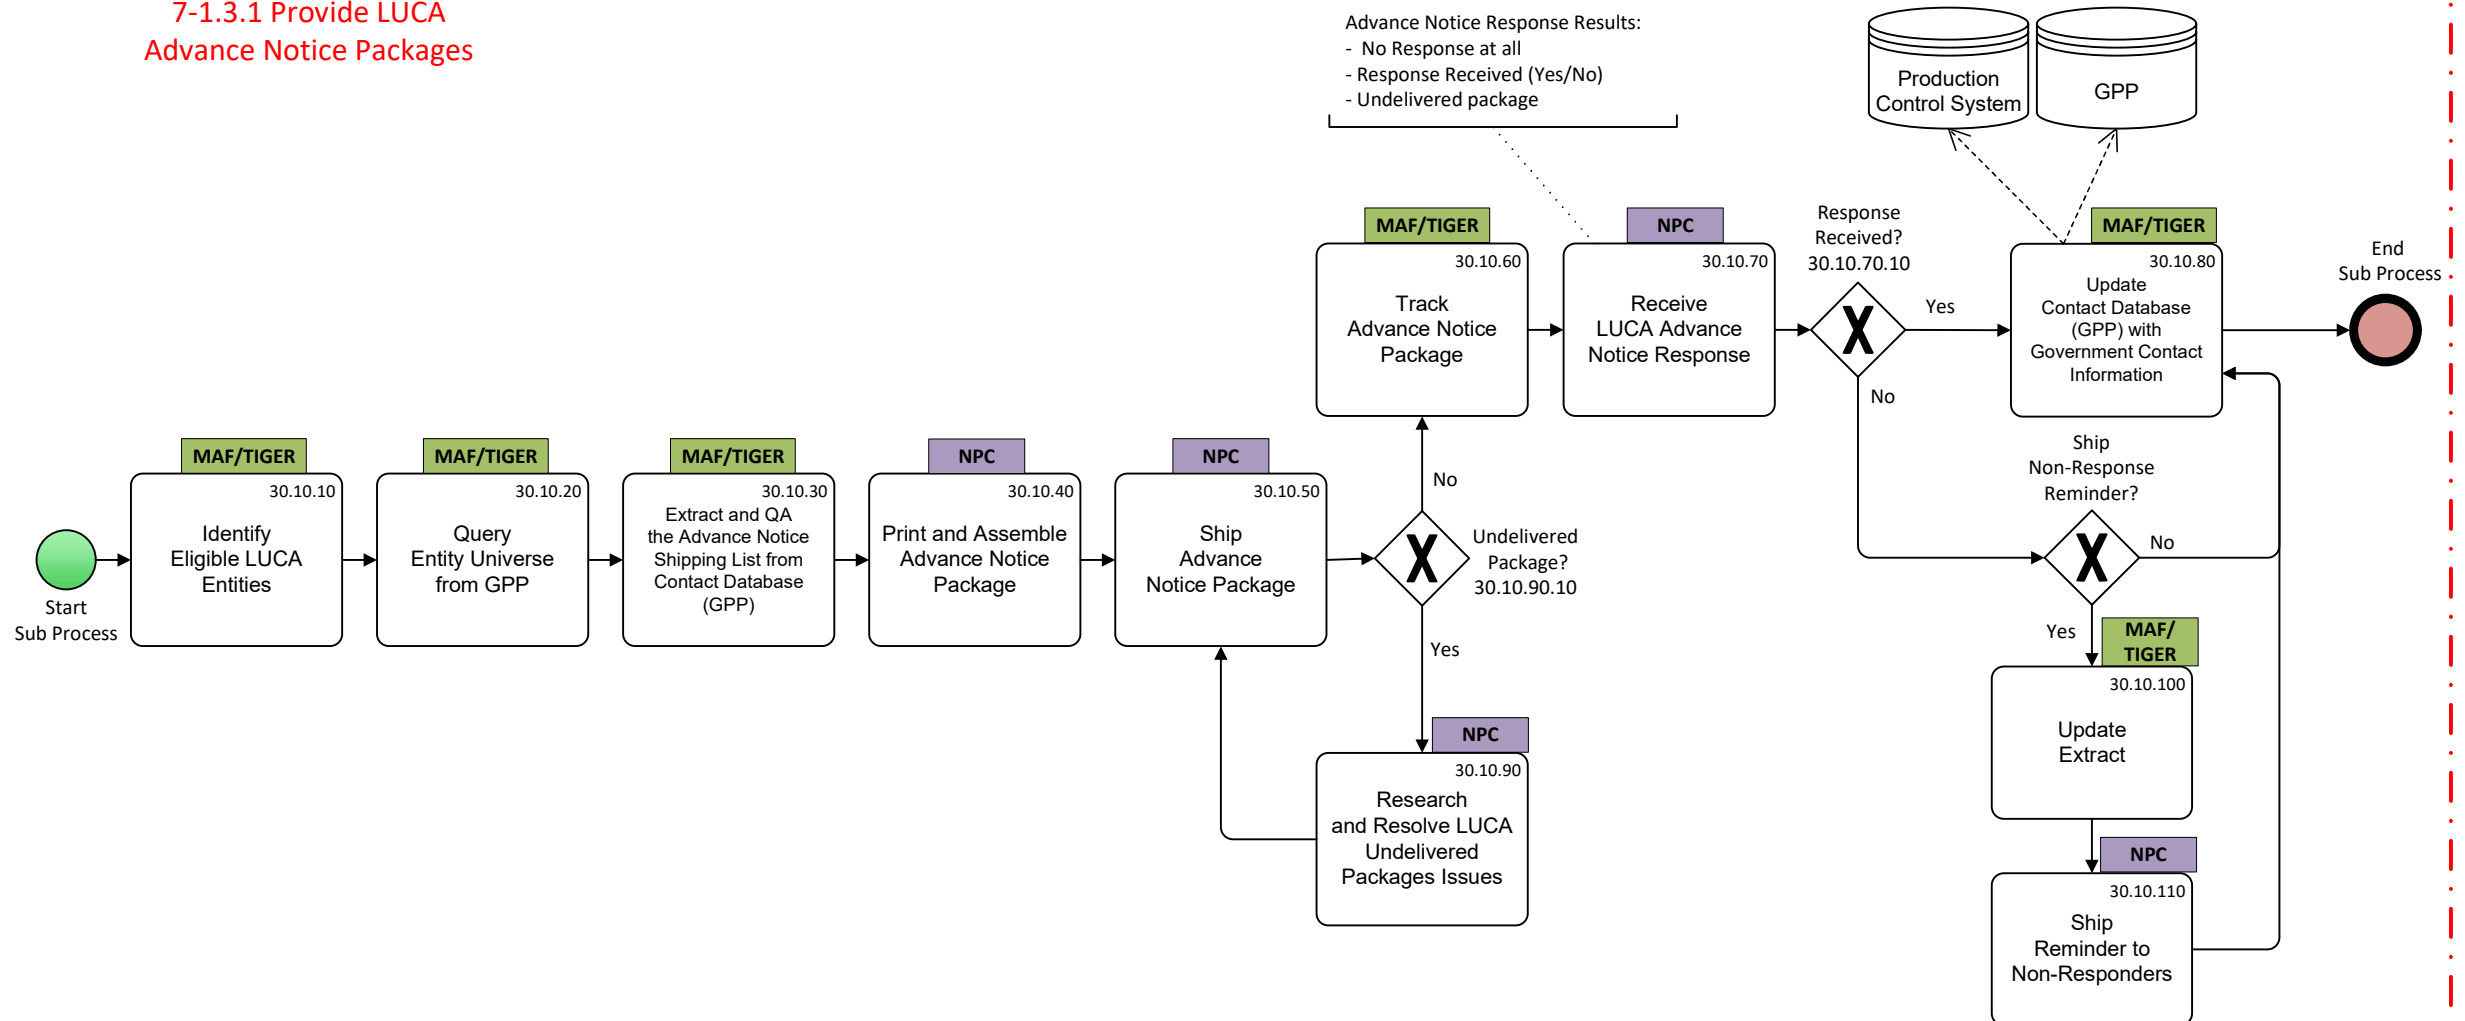 7-1.3.1 Provide LUCA
Advance Notice Packages
Advance Notice Response Results:
- No Response at all
- Response Received (Yes/No)
- Undelivered package
Production
Control System
GPP
MAF/TIGER
30.10.60
Track
Advance Notice
Package
NPC
30.10.70
Receive
LUCA Advance
Notice Response
Response
Received?
30.10.70.10
Yes
No
MAF/TIGER
30.10.80
Update
Contact Database
(GPP) with
Government Contact
Information
End
Sub Process
Start
Sub Process
MAF/TIGER
30.10.10
Identify
Eligible LUCA
Entities
MAF/TIGER
30.10.20
Query
Entity Universe
from GPP
MAF/TIGER
30.10.30
Extract and QA
the Advance Notice
Shipping List from
Contact Database
(GPP)
NPC
30.10.40
Print and Assemble
Advance Notice
Package
NPC
30.10.50
Ship
Advance
Notice Package
No
Undelivered
Package?
30.10.90.10
Yes
NPC
30.10.90
Research
and Resolve LUCA
Undelivered
Packages Issues
Ship
Non-Response
Reminder?
No
Yes
MAF/
TIGER
30.10.100
Update
Extract
NPC
30.10.110
Ship
Reminder to
Non-Responders